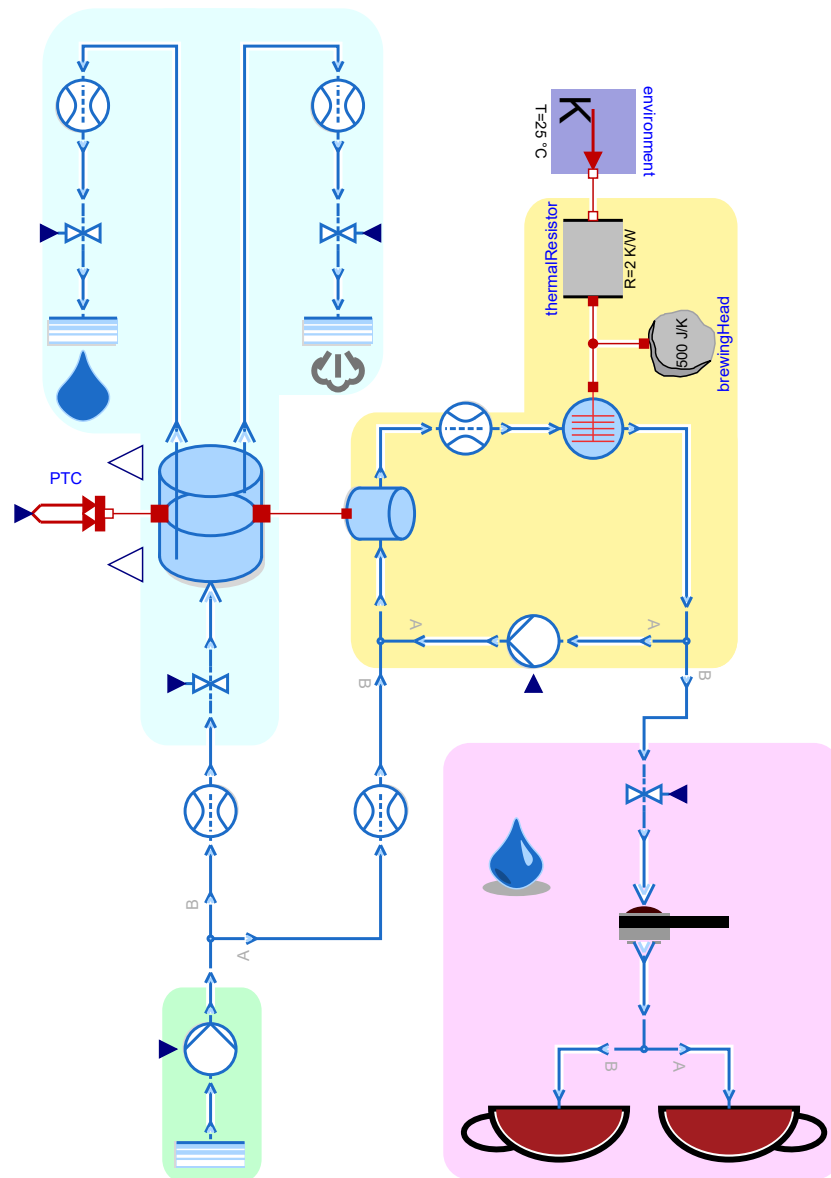 environment
K
T=25 °C
thermalResistor
R=2 K/W
500 J/K
brewingHead
PTC
A
A
B
B
B
A
B
A